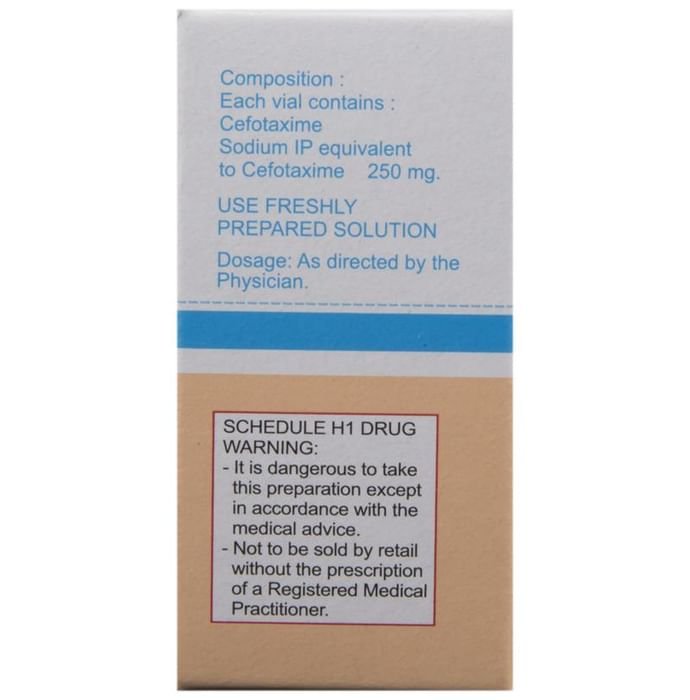 Composition :
Each vial contains :
Cefotaxime
Sodium IP equivalent
to Cefotaxime 250 mg.
USE FRESHLY
PREPARED SOLUTION
Dosage: As directed by the
Physician.
SCHEDULE H1 DRUG
WARNING:
- It is dangerous to take
this preparation except
in accordance with the
medical advice.
- Not to be sold by retail
without the prescription
of a Registered Medical
Practitioner.